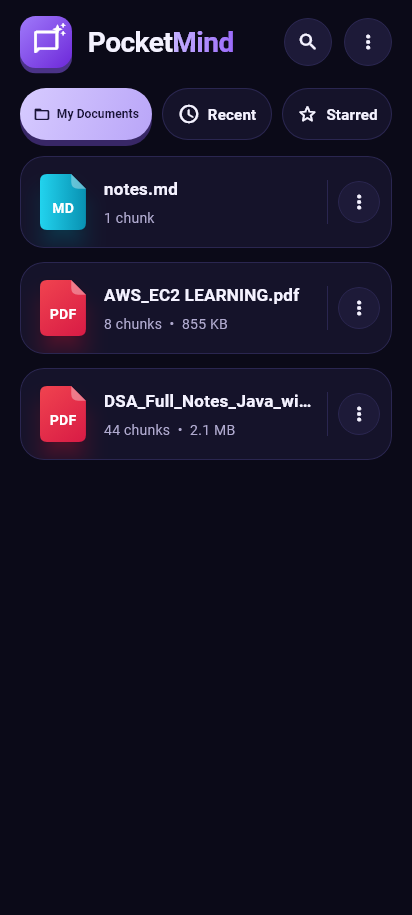 PocketMind
My Documents
Recent
Starred
MD
notes.md
1 chunk
PDF
AWS_EC2 LEARNING.pdf
8 chunks • 855 KB
PDF
DSA_Full_Notes_Java_wi...
44 chunks • 2.1 MB